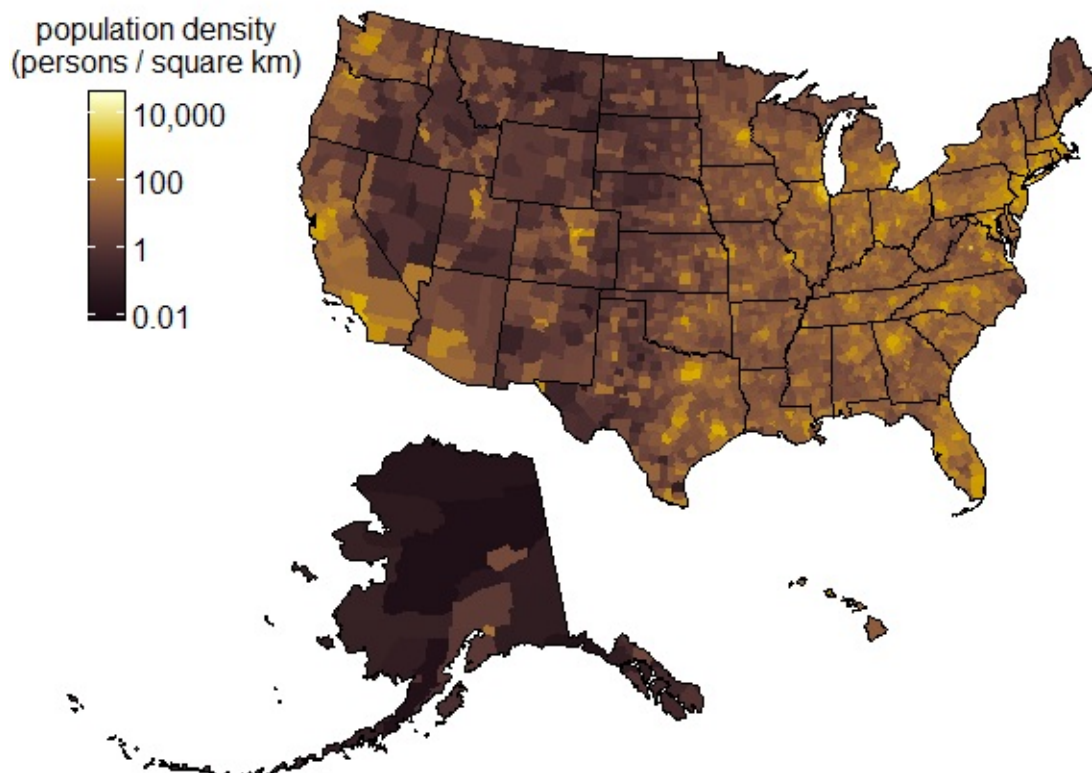 population density
(persons / square km)
10,000
100
1
0.01